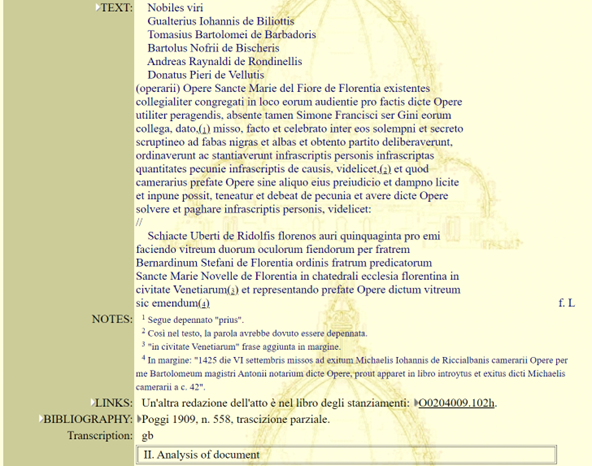 TEXT: Nobiles viri
Gualterius Iohannis de Biliottis
Tomasius Bartolomei de Barbadoris
Bartolus Nofrii de Bischeris
Andreas Raynaldi de Rondinellis
Donatus Pieri de Vellutis
(operarii) Opere Sancte Marie del Fiore de Florentia existentes
collegialiter congregati in loco eorum audientie pro factis dicte Opere
utiliter peragendis, absente tamen Simone Francisci ser Gini eorum
collega, dato,(1) misso, facto et celebrato inter eos solempni et secreto
scruptineo ad fabas nigras et albas et obtento partito deliberaverunt,
ordinaverunt ac stantiaverunt infrascriptis personis infrascriptas
quantitates pecunie infrascriptis de causis, videlicet,(2) et quod
camerarius prefate Opere sine aliquo eius preiudicio et dampno licite
et inpune possit, teneatur et debeat de pecunia et avere dicte Opere
solvere et paghare infrascriptis personis, videlicet:
//
Schiacte Uberti de Ridolfis florenos auri quinquaginta pro emi
faciendo vitreum duorum oculorum fiendorum per fratrem
Bernardinum Stefani de Florentia ordinis fratrum predicatorum
Sancte Marie Novelle de Florentia in chatedrali ecclesia florentina in
civitate Venetiarum(3) et representando prefate Opere dictum vitreum
sic emendum(4) f. L
NOTES: 1 Segue depennato "prius".
2 Così nel testo, la parola avrebbe dovuto essere depennata.
3 "in civitate Venetiarum" frase aggiunta in margine.
4 In margine: "1425 die VI settembris missos ad exitum Michaelis Iohannis de Riccialbanis camerarii Opere per
me Bartolomeum magistri Antonii notarium dicte Opere, prout apparet in libro introytus et exitus dicti Michaelis
camerarii a c. 42".
LINKS: Un'altra redazione dell'atto è nel libro degli stanziamenti: O0204009.102h.
BIBLIOGRAPHY: Poggi 1909, n. 558, trascizione parziale.
Transcription: gb
II. Analysis of document